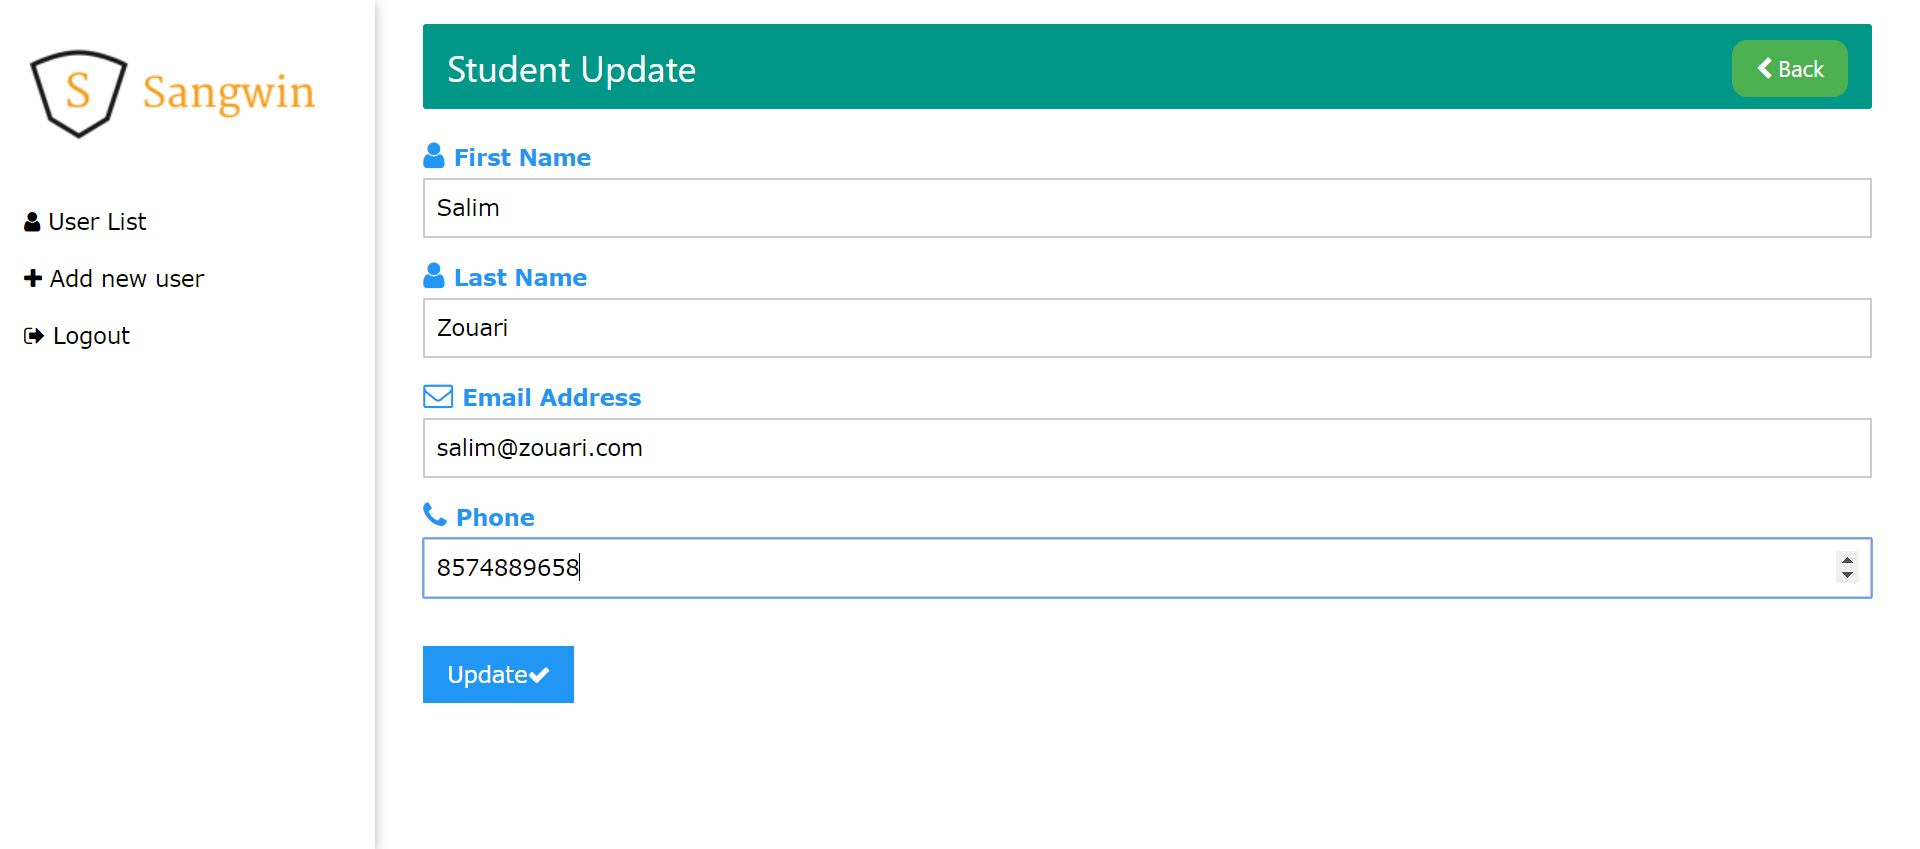 S Sangwin
User List
Add new user
Logout
Student Update
Back
First Name
Salim
Last Name
Zouari
Email Address
salim@zouari.com
Phone
8574889658
Update